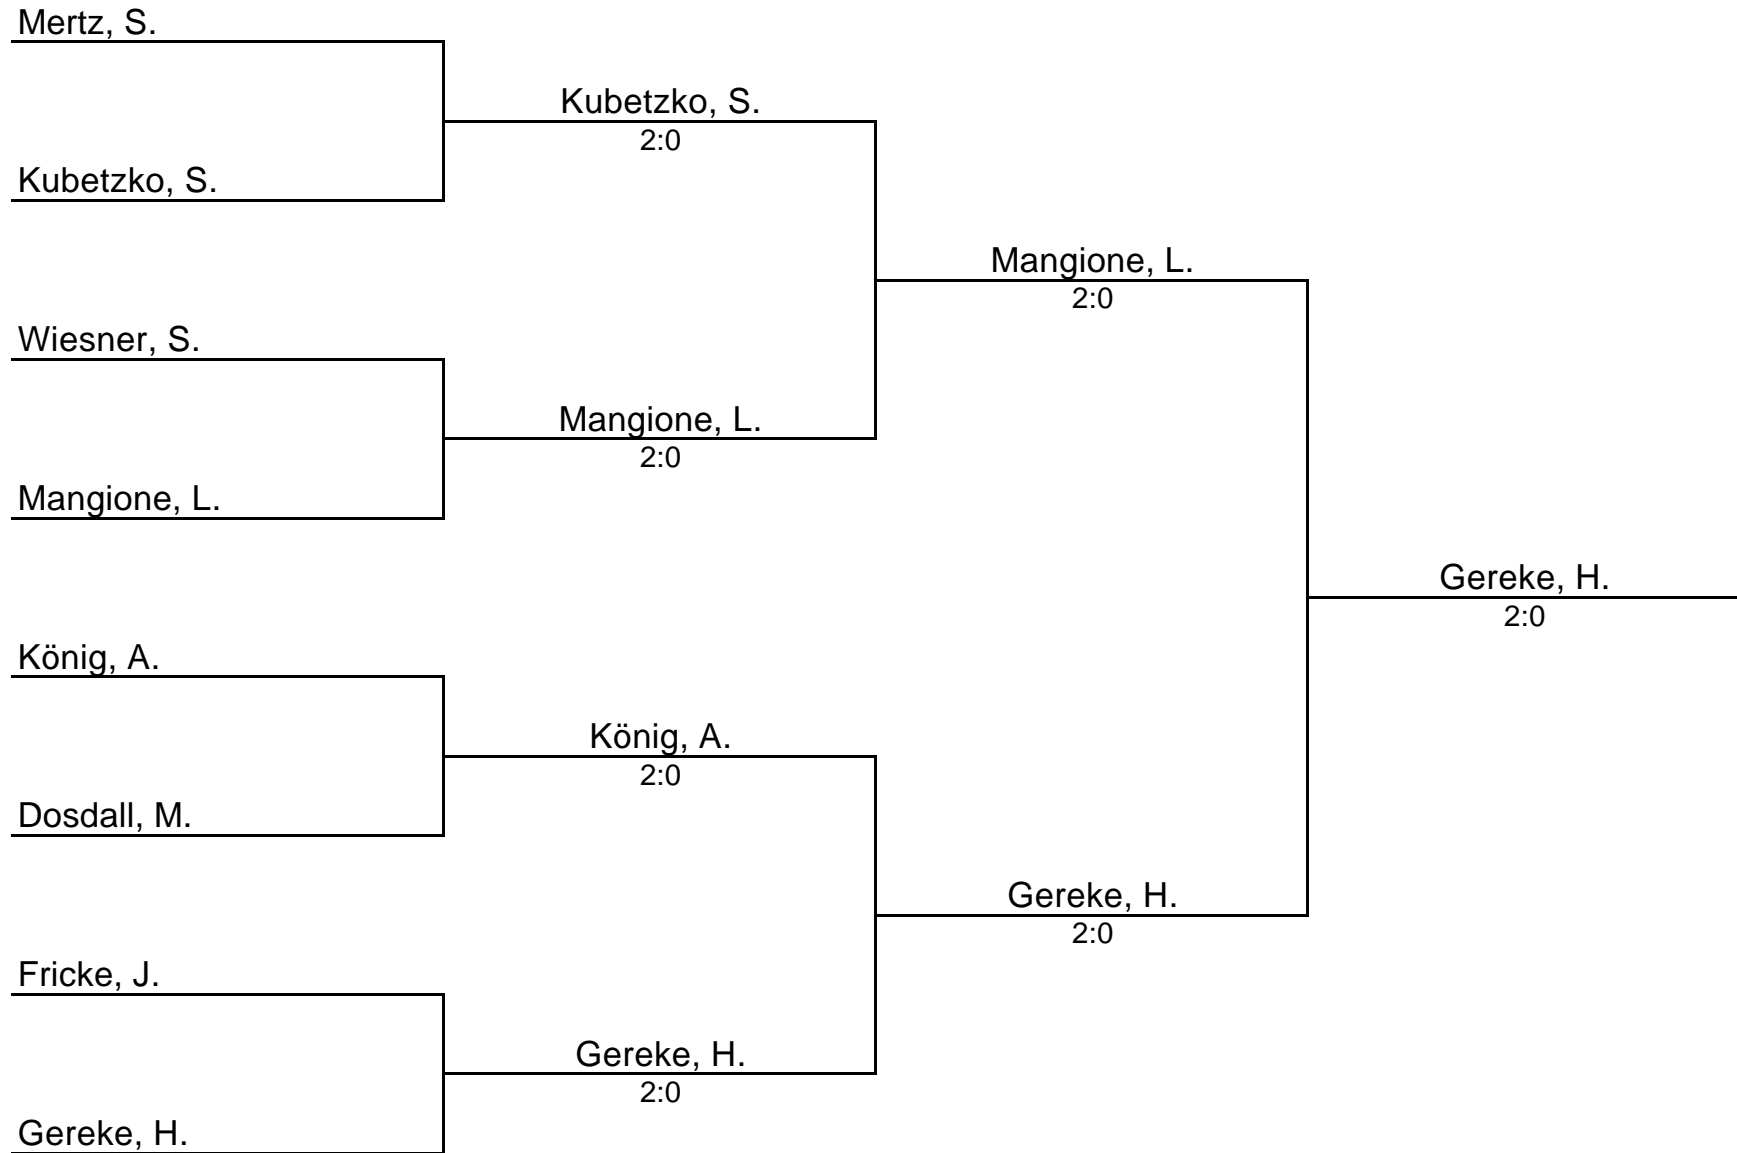 Mertz, S.
Kubetzko, S.
2:0
Kubetzko, S.
Mangione, L.
2:0
Wiesner, S.
Mangione, L.
2:0
Mangione, L.
Gereke, H.
2:0
König, A.
König, A.
2:0
Dosdall, M.
Gereke, H.
2:0
Fricke, J.
Gereke, H.
2:0
Gereke, H.